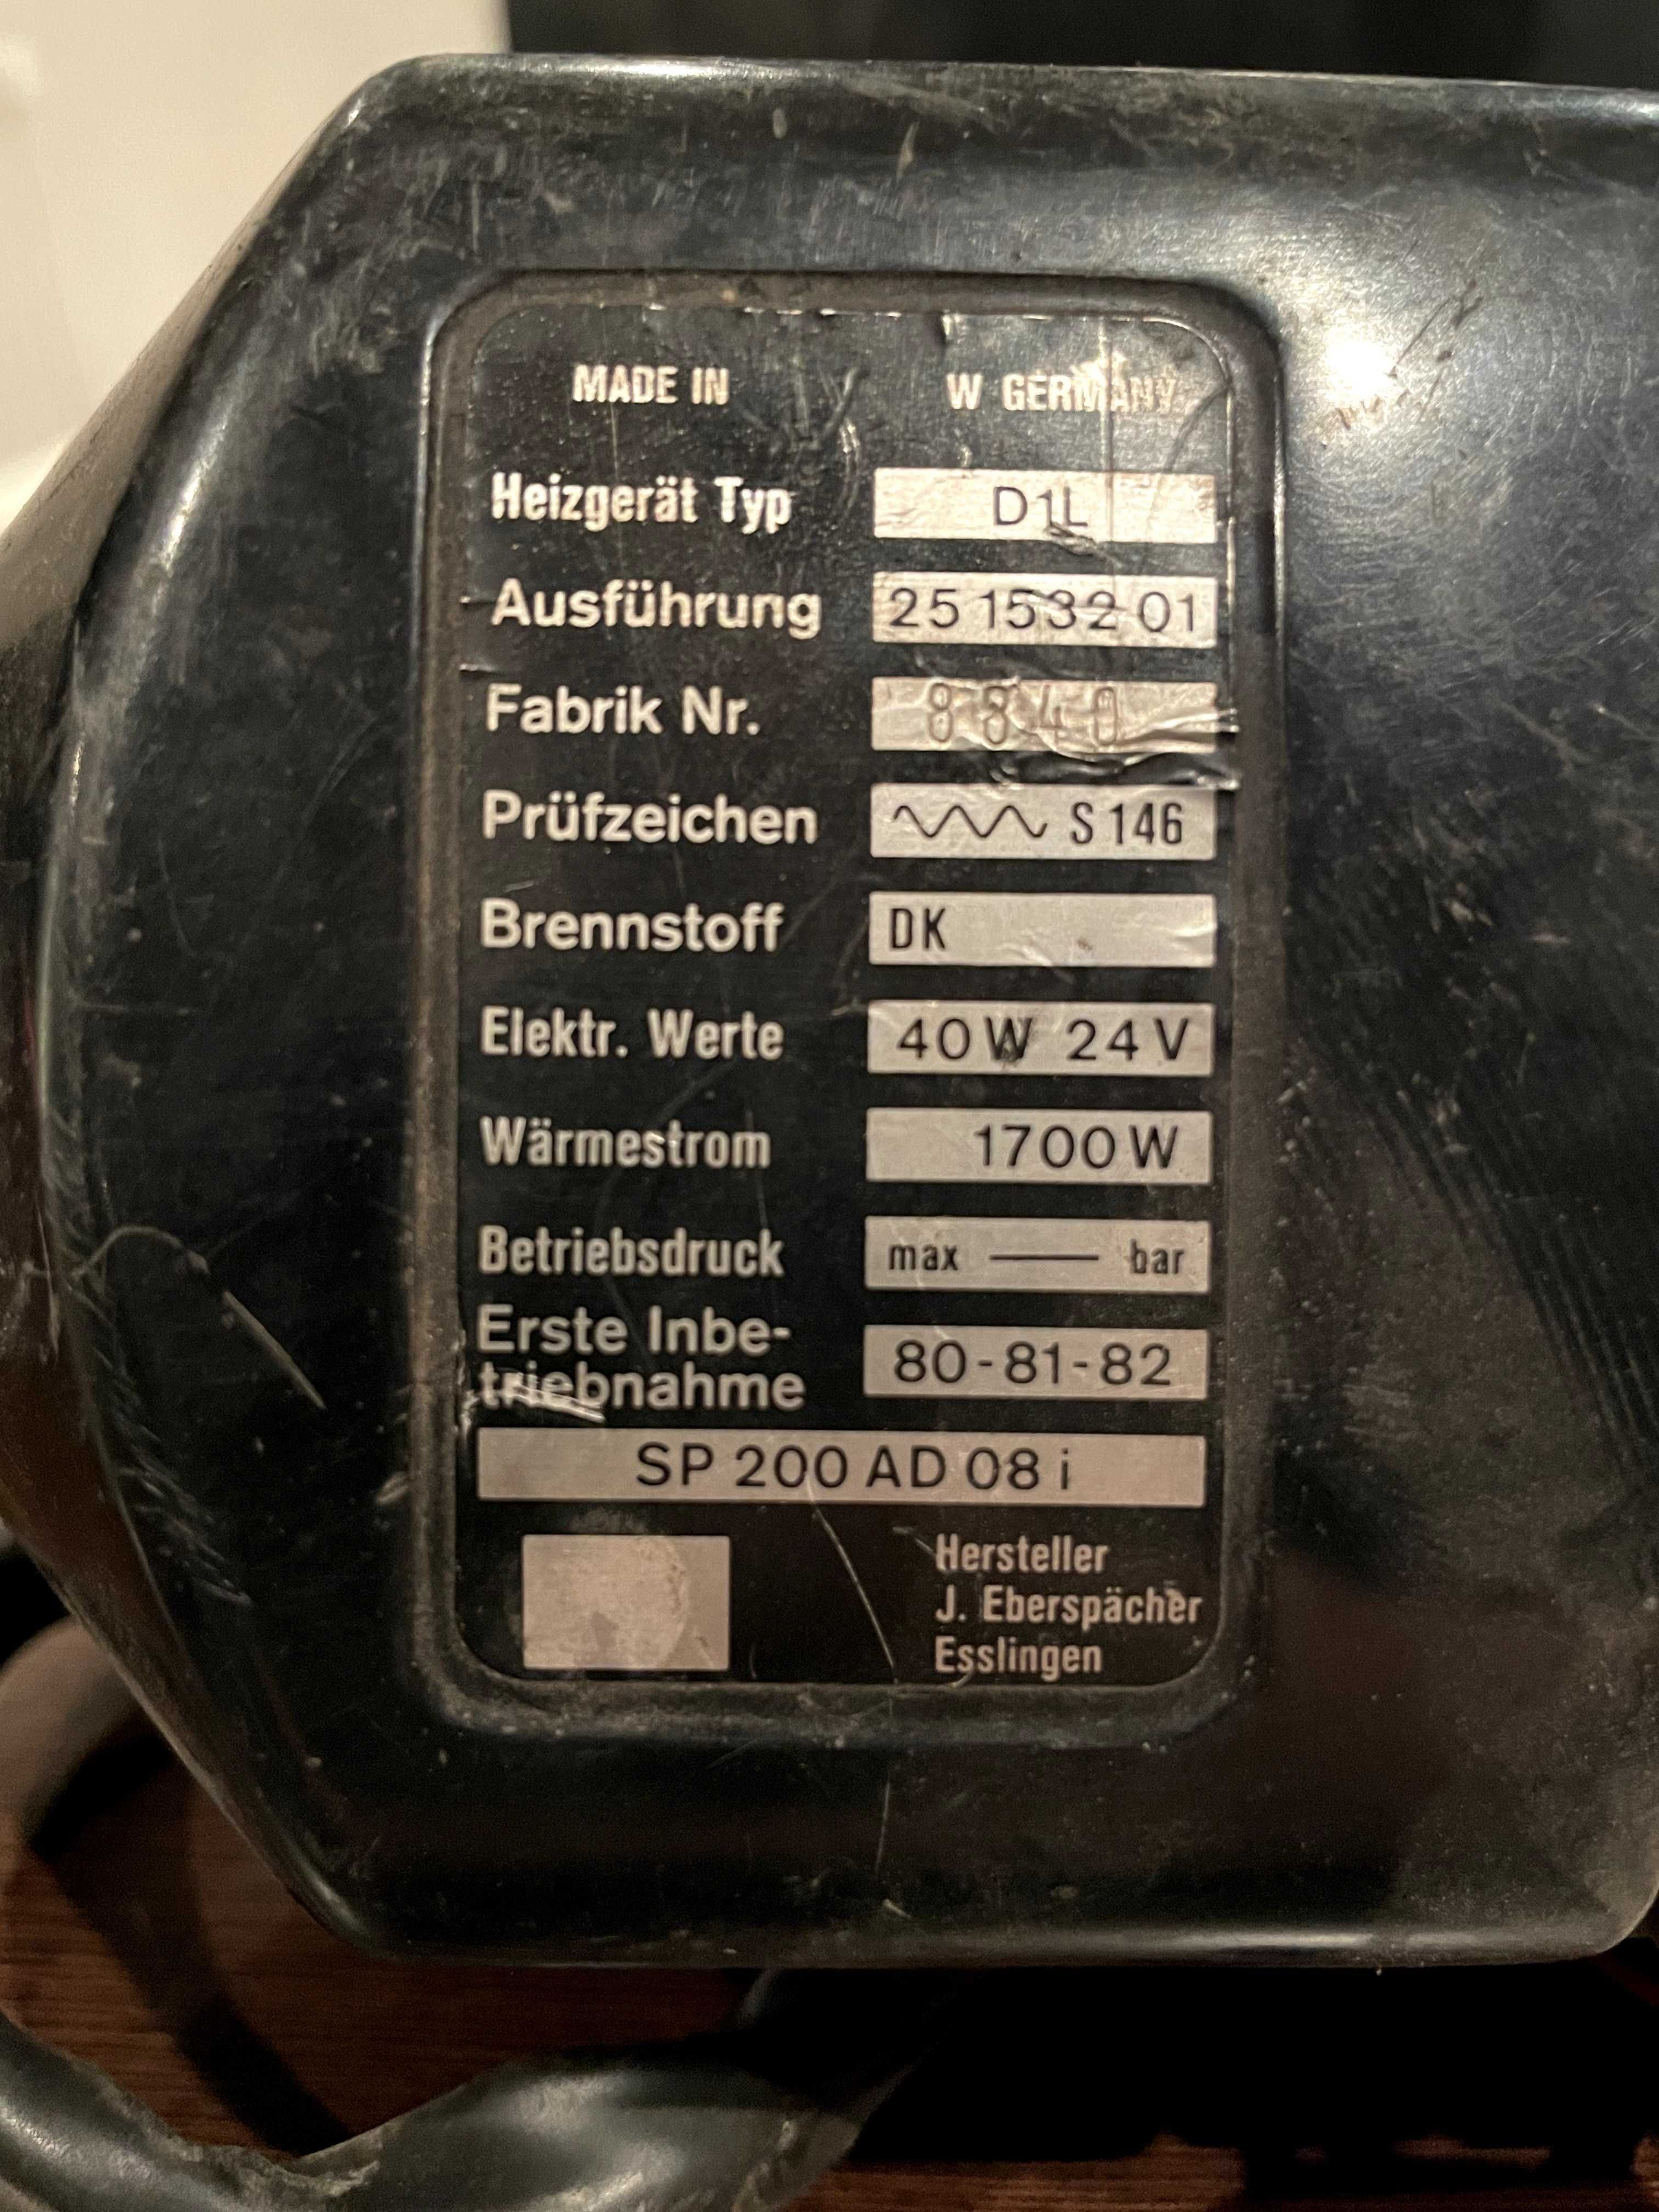 MADE IN W GERMANY
Heizgerät Typ D1L
Ausführung 25 1532 01
Fabrik Nr. 8840
Prüfzeichen S 146
Brennstoff DK
Elektr. Werte 40 W 24 V
Wärmestrom 1700 W
Betriebsdruck max — bar
Erste Inbe-
triebnahme 80-81-82
SP 200 AD 08 i
Hersteller
J. Eberspächer
Esslingen